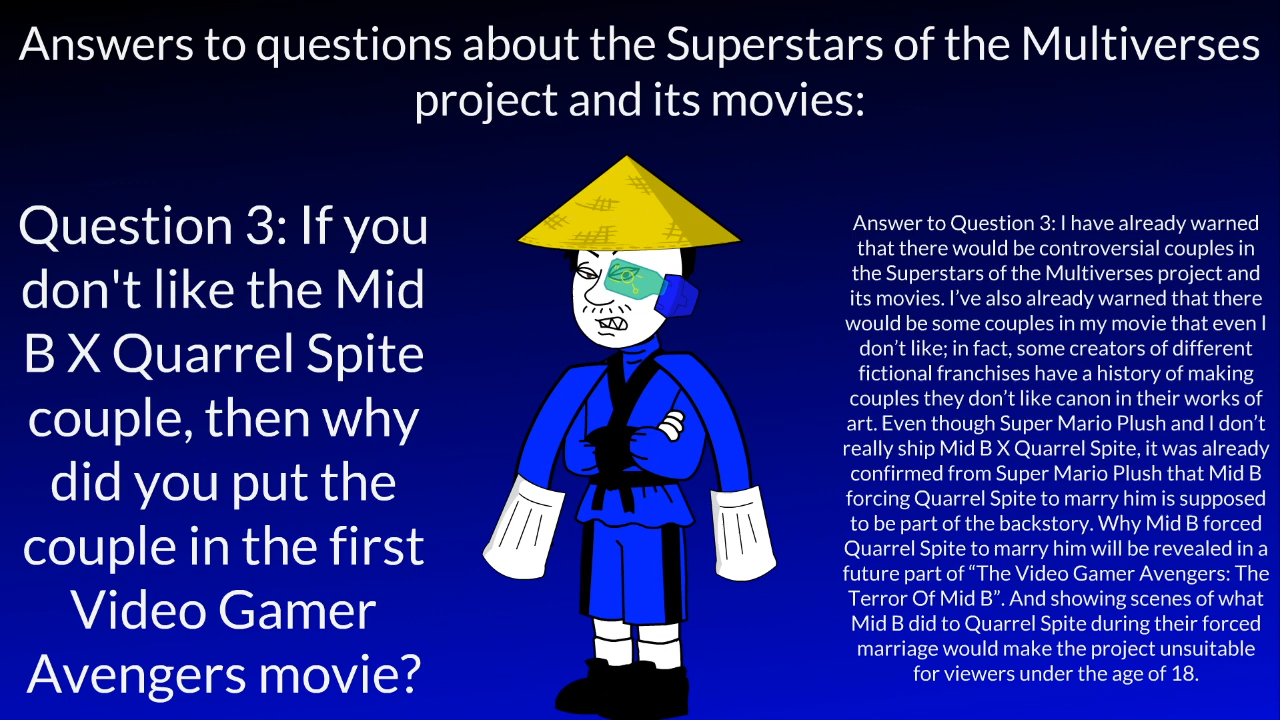 Answers to questions about the Superstars of the Multiverses
project and its movies:
Question 3: If you
don't like the Mid
B X Quarrel Spite
couple, then why
did you put the
couple in the first
Video Gamer
Avengers movie?
Answer to Question 3: I have already warned
that there would be controversial couples in
the Superstars of the Multiverses project and
its movies. I’ve also already warned that there
would be some couples in my movie that even I
don’t like; in fact, some creators of different
fictional franchises have a history of making
couples they don’t like canon in their works of
art. Even though Super Mario Plush and I don’t
really ship Mid B X Quarrel Spite, it was already
confirmed from Super Mario Plush that Mid B
forcing Quarrel Spite to marry him is supposed
to be part of the backstory. Why Mid B forced
Quarrel Spite to marry him will be revealed in a
future part of “The Video Gamer Avengers: The
Terror Of Mid B”. And showing scenes of what
Mid B did to Quarrel Spite during their forced
marriage would make the project unsuitable
for viewers under the age of 18.